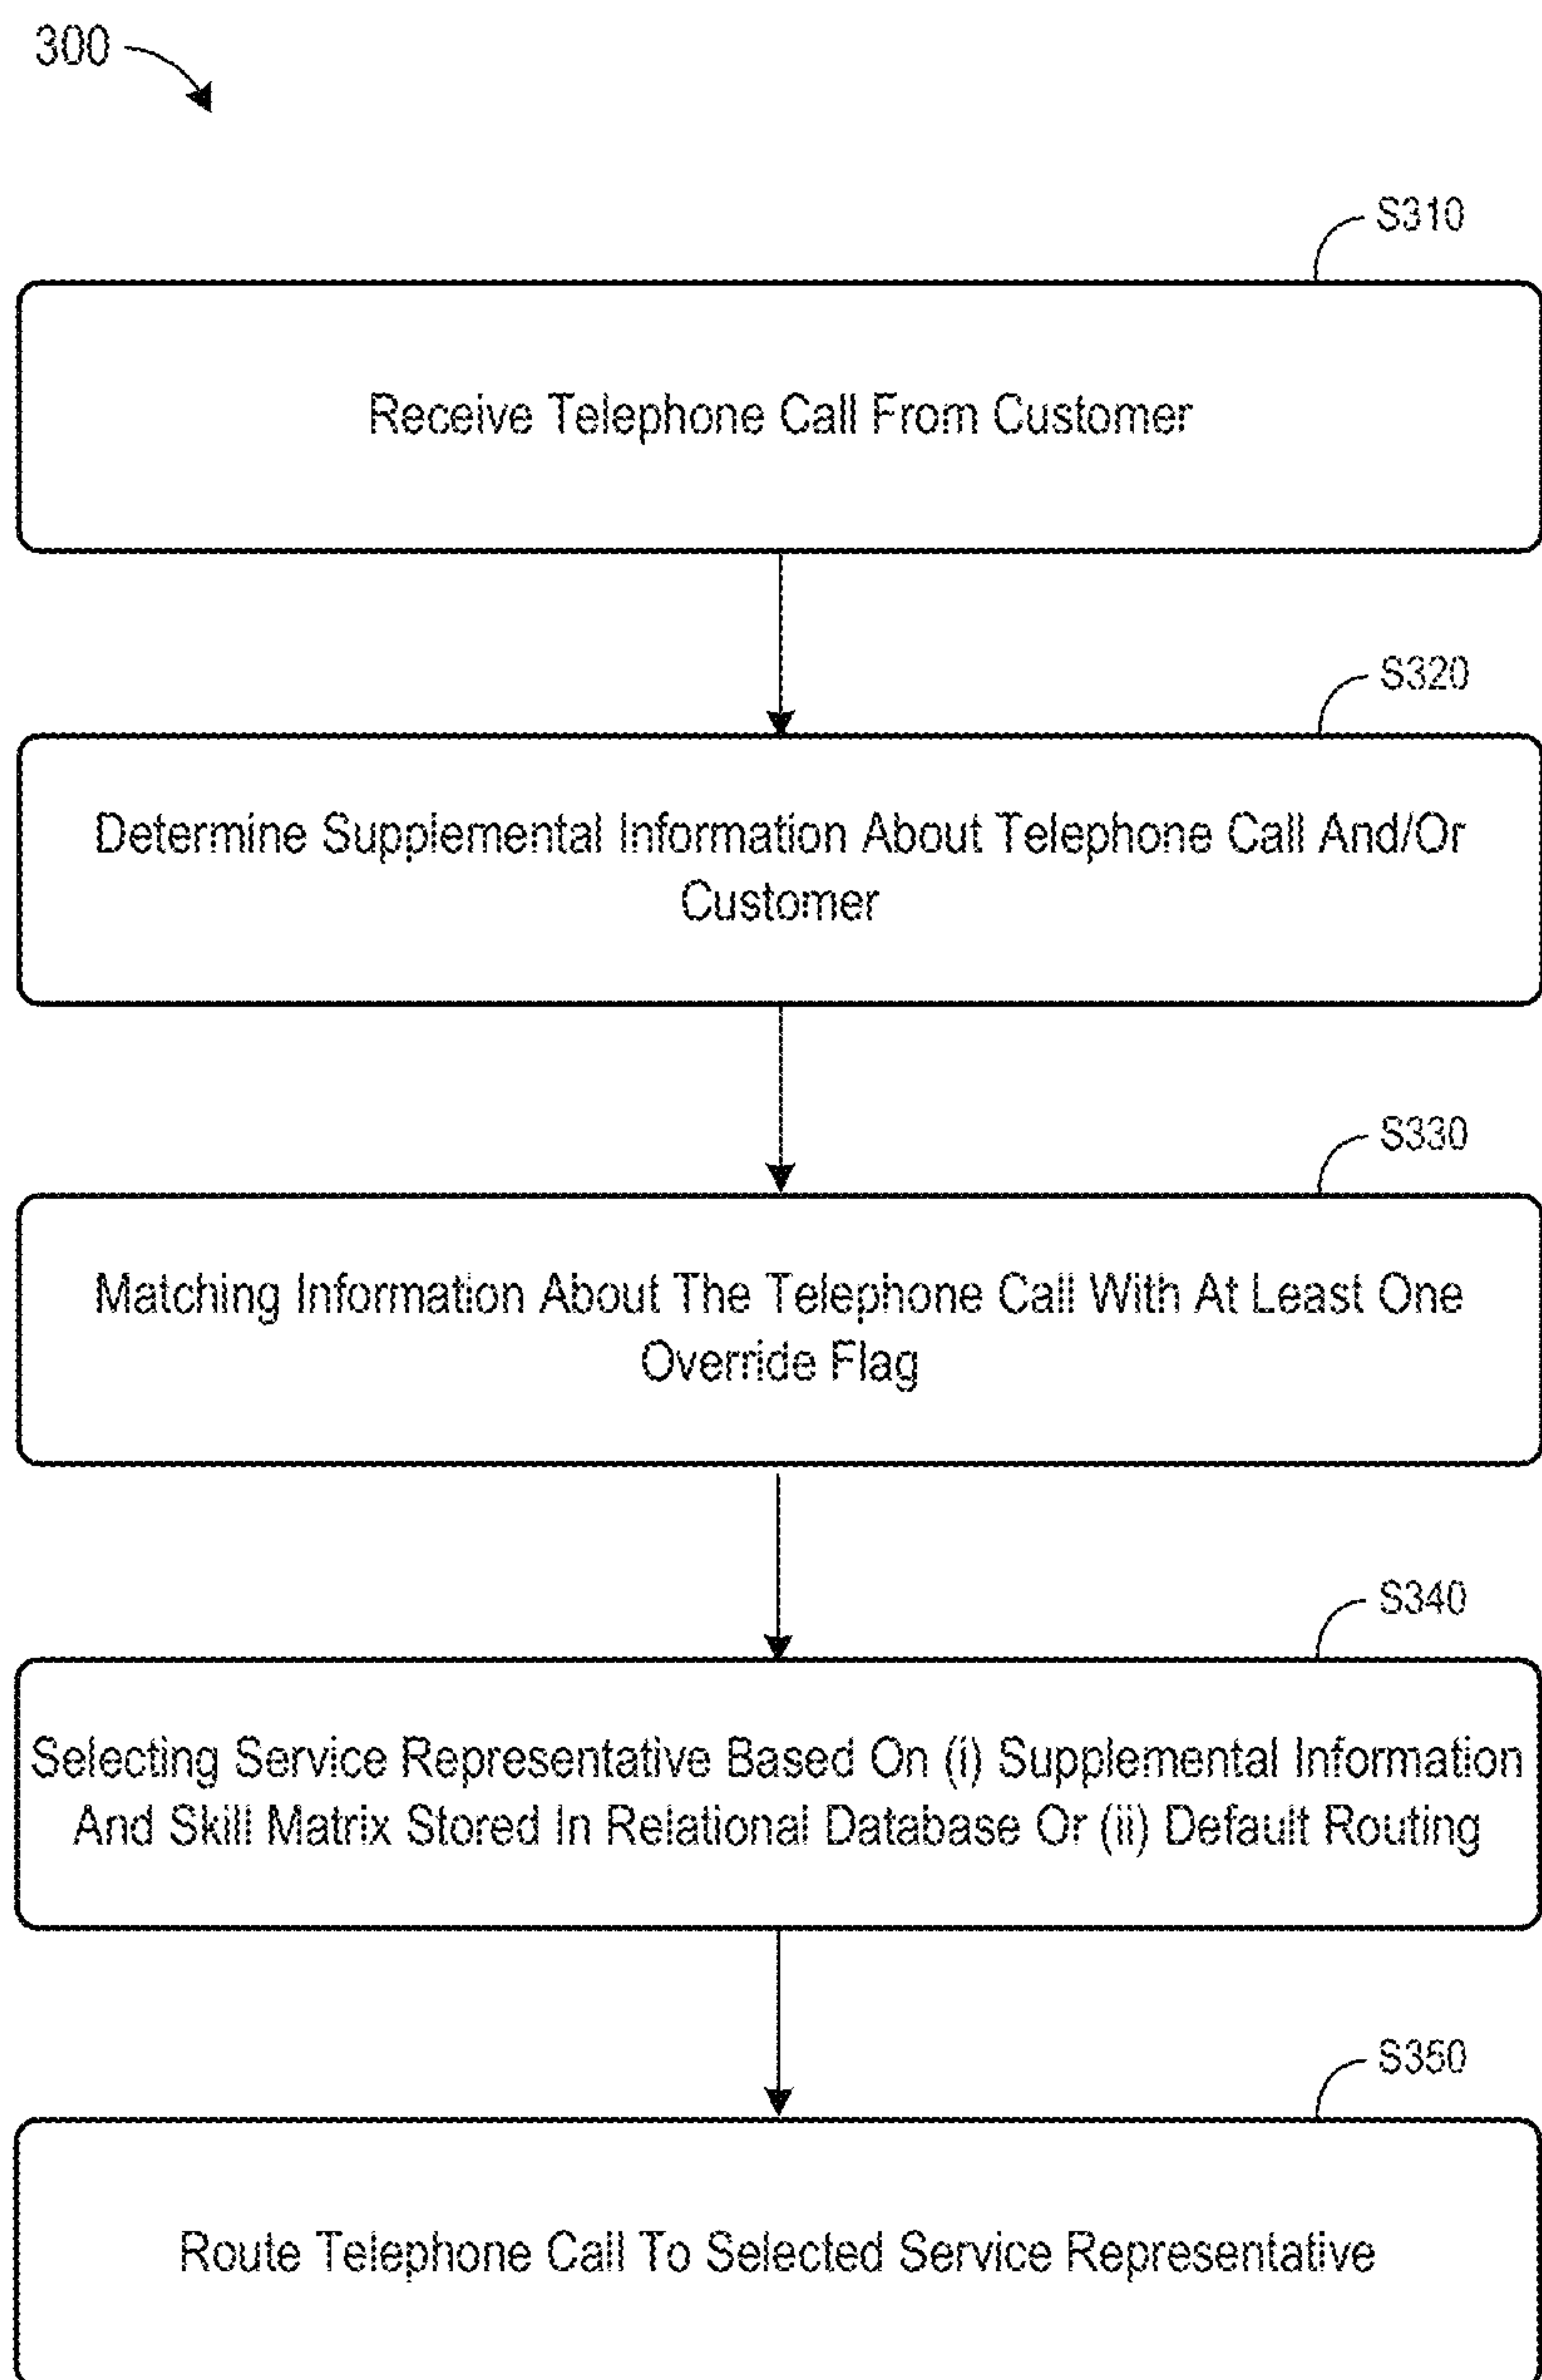 300
S310
Receive Telephone Call From Customer
S320
Determine Supplemental Information About Telephone Call And/Or
Customer
S330
Matching Information About The Telephone Call With At Least One
Override Flag
S340
Selecting Service Representative Based On (i) Supplemental Information
And Skill Matrix Stored In Relational Database Or (ii) Default Routing
S350
Route Telephone Call To Selected Service Representative